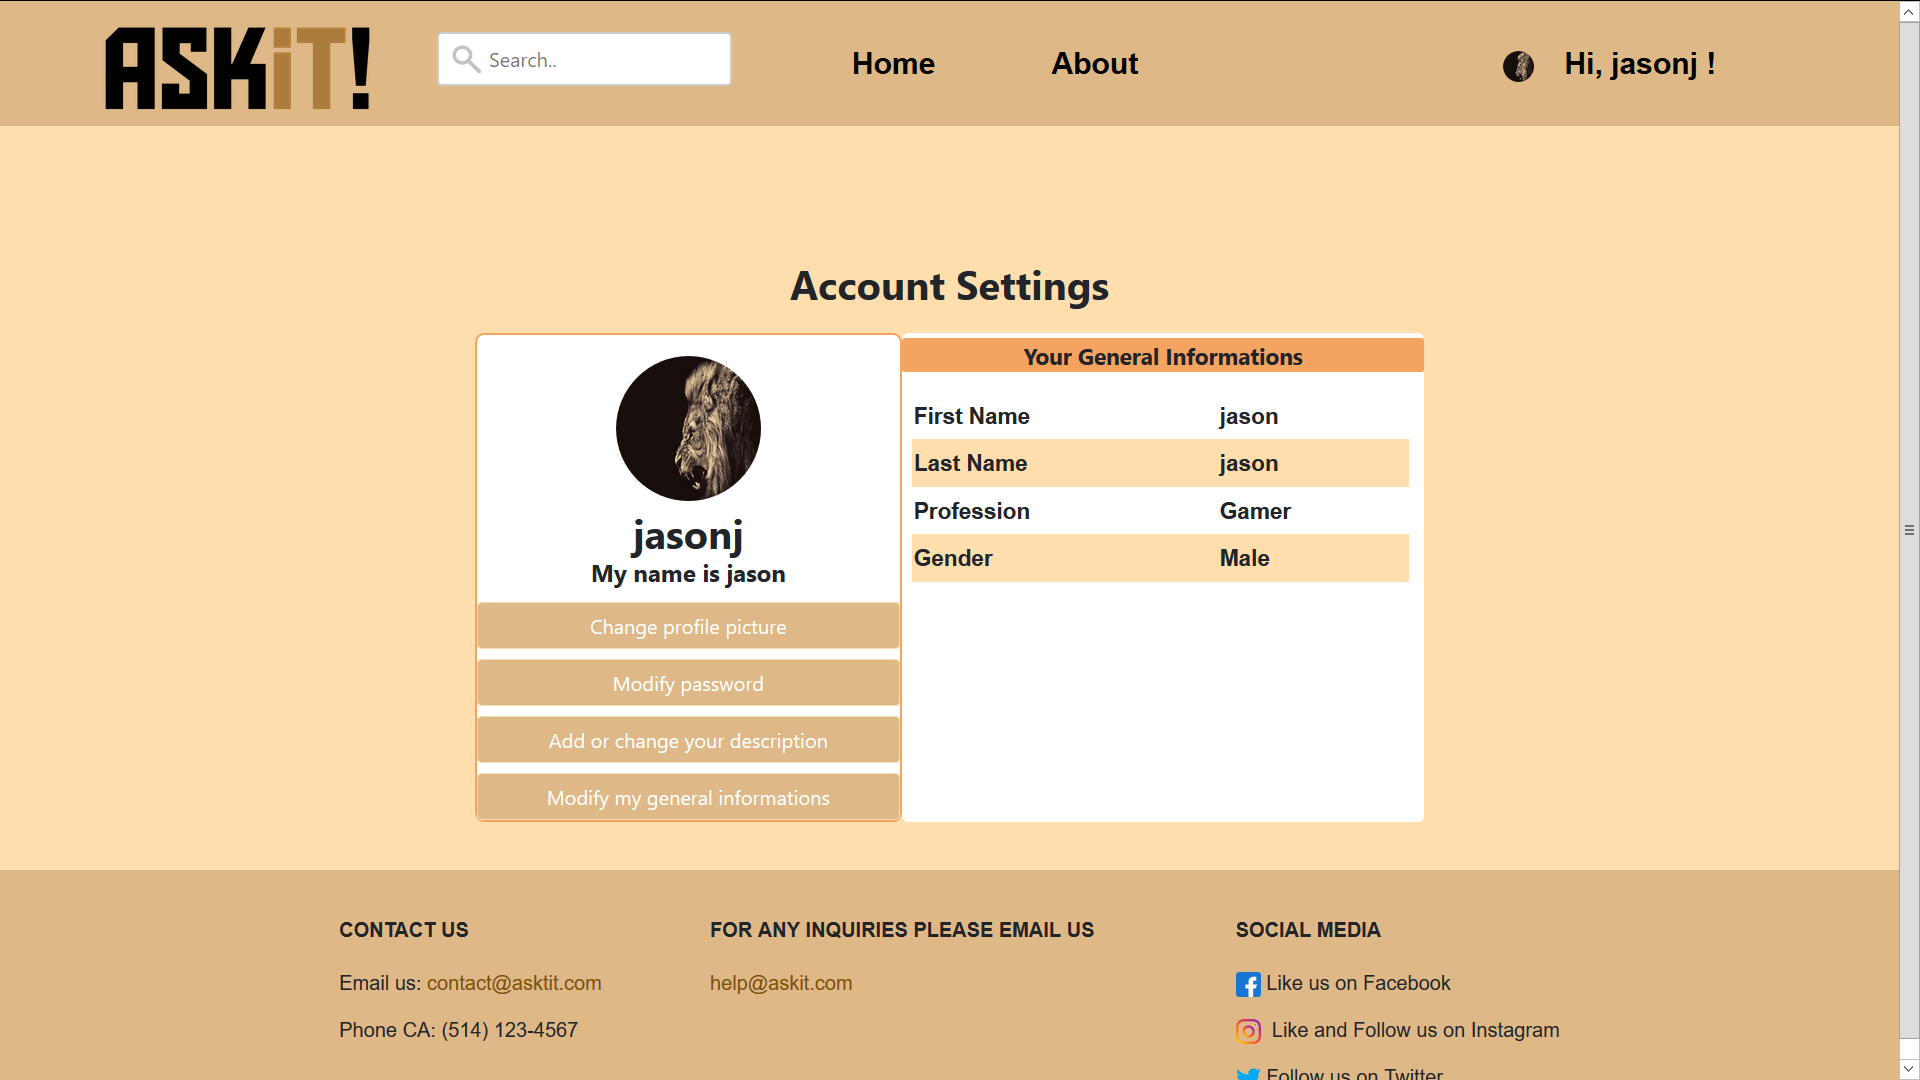 ASKiT!
Search..
Home
About
Hi, jasonj !
Account Settings
jasonj
My name is jason
Change profile picture
Modify password
Add or change your description
Modify my general informations
Your General Informations
First Name jason
Last Name jason
Profession Gamer
Gender Male
CONTACT US
Email us: contact@asktit.com
Phone CA: (514) 123-4567
FOR ANY INQUIRIES PLEASE EMAIL US
help@askit.com
SOCIAL MEDIA
Like us on Facebook
Like and Follow us on Instagram
Follow us on Twitter